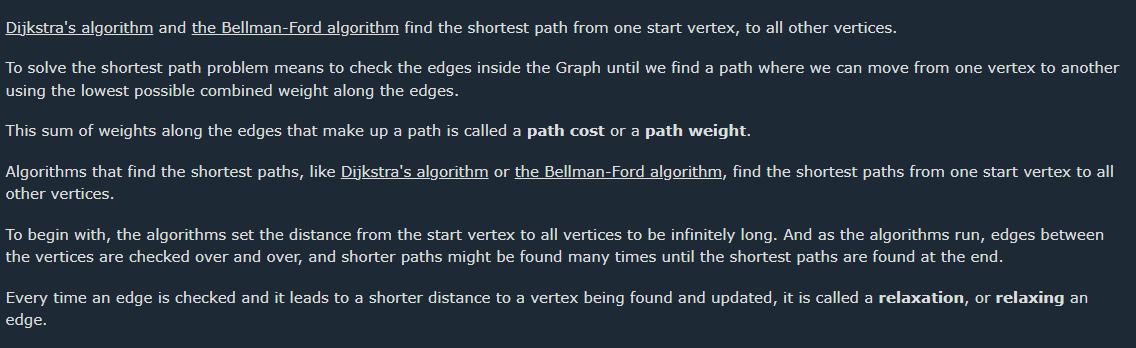 Dijkstra's algorithm and the Bellman-Ford algorithm find the shortest path from one start vertex, to all other vertices.
To solve the shortest path problem means to check the edges inside the Graph until we find a path where we can move from one vertex to another
using the lowest possible combined weight along the edges.
This sum of weights along the edges that make up a path is called a path cost or a path weight.
Algorithms that find the shortest paths, like Dijkstra's algorithm or the Bellman-Ford algorithm, find the shortest paths from one start vertex to all
other vertices.
To begin with, the algorithms set the distance from the start vertex to all vertices to be infinitely long. And as the algorithms run, edges between
the vertices are checked over and over, and shorter paths might be found many times until the shortest paths are found at the end.
Every time an edge is checked and it leads to a shorter distance to a vertex being found and updated, it is called a relaxation, or relaxing an
edge.